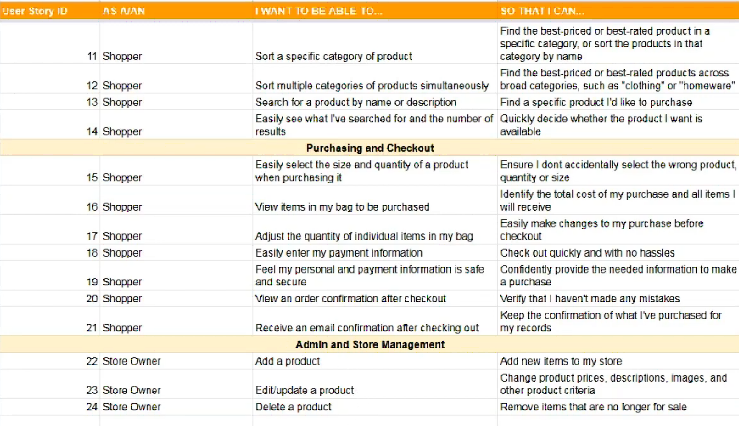 User Story ID AS A/AN I WANT TO BE ABLE TO... SO THAT I CAN...
Find the best-priced or best-rated product in a
specific category, or sort the products in that
11 Shopper Sort a specific category of product category by name
Find the best-priced or best-rated products across
12 Shopper Sort multiple categories of products simultaneously broad categories, such as "clothing" or "homeware"
13 Shopper Search for a product by name or description Find a specific product I'd like to purchase
Easily see what I've searched for and the number of Quickly decide whether the product I want is
14 Shopper results available
Purchasing and Checkout
Easily select the size and quantity of a product Ensure I dont accidentally select the wrong product,
15 Shopper when purchasing it quantity or size
Identify the total cost of my purchase and all items I
16 Shopper View items in my bag to be purchased will receive
Easily make changes to my purchase before
17 Shopper Adjust the quantity of individual items in my bag checkout
18 Shopper Easily enter my payment information Check out quickly and with no hassles
Feel my personal and payment information is safe Confidently provide the needed information to make
19 Shopper and secure a purchase
20 Shopper View an order confirmation after checkout Verify that I haven't made any mistakes
Keep the confirmation of what I've purchased for
21 Shopper Receive an email confirmation after checking out my records
Admin and Store Management
22 Store Owner Add a product Add new items to my store
Change product prices, descriptions, images, and
23 Store Owner Edit/update a product other product criteria
24 Store Owner Delete a product Remove items that are no longer for sale